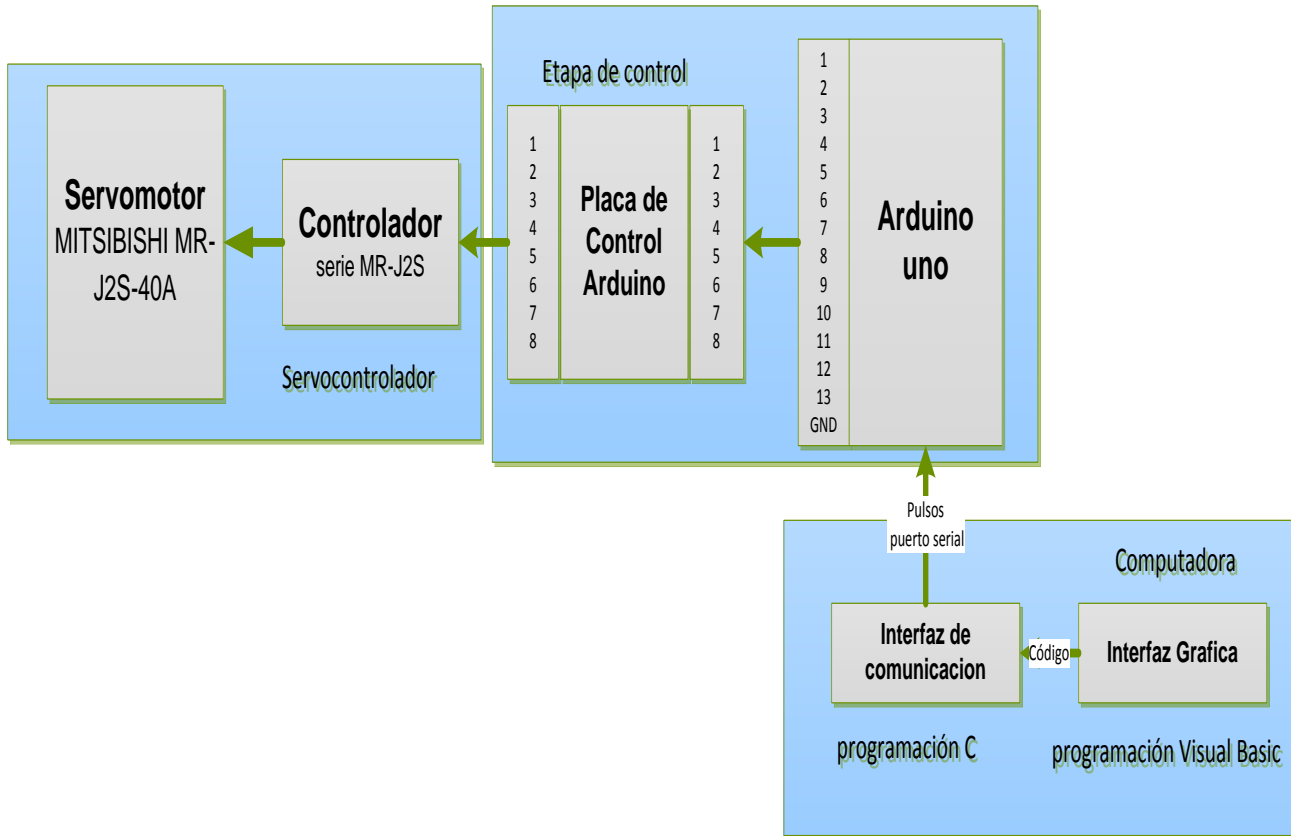 Servomotor
MITSIBISHI MR-
J2S-40A
Controlador
serie MR-J2S
Servocontrolador
Etapa de control
1
2
3
4
5
6
7
8
Placa de
Control
Arduino
1
2
3
4
5
6
7
8
1
2
3
4
5
6
7
8
9
10
11
12
13
GND
Arduino
uno
Pulsos
puerto serial
Computadora
Interfaz de
comunicacion
Código
Interfaz Grafica
programación C
programación Visual Basic